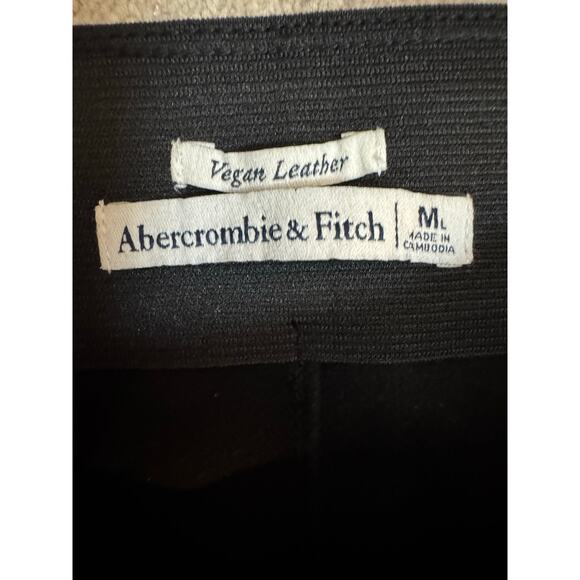 Vegan Leather
Abercrombie & Fitch
ML
MADE IN
CAMBODIA